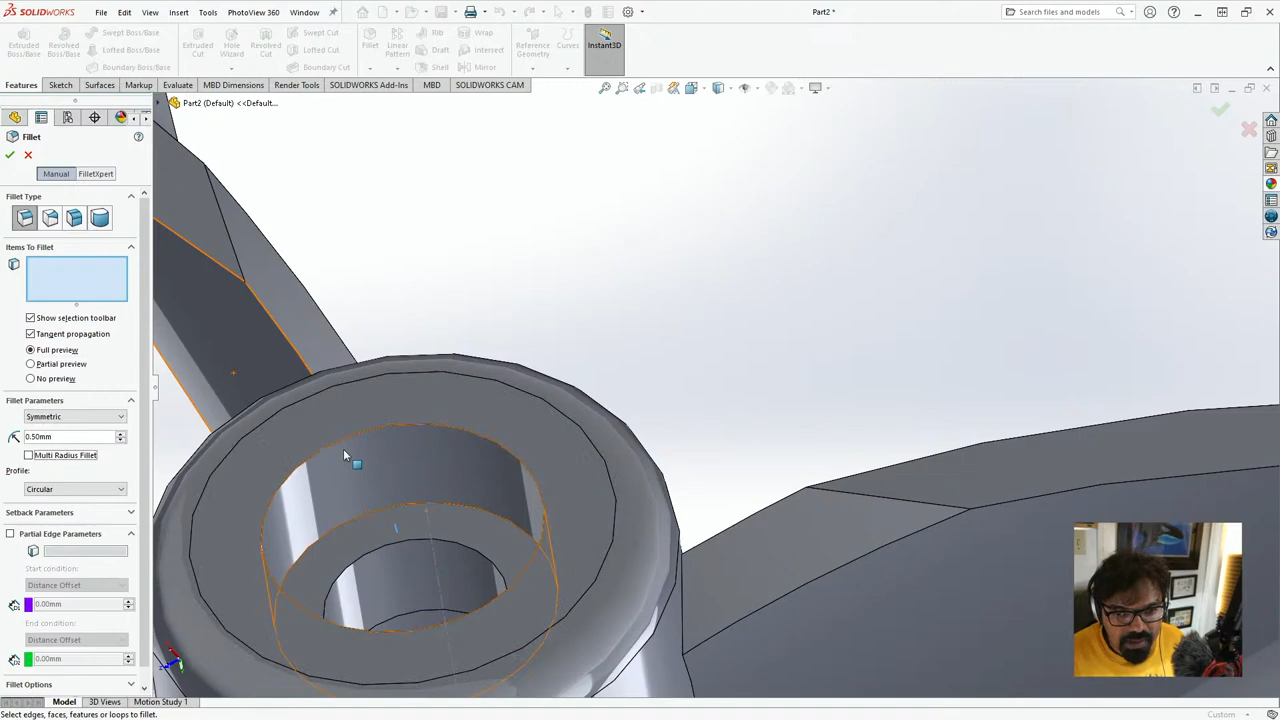 SOLIDWORKS
File
Edit
View
Insert
Tools
PhotoView 360
Window
Part2 *
Search files and models
Extruded Boss/Base
Revolved Boss/Base
Swept Boss/Base
Lofted Boss/Base
Boundary Boss/Base
Extruded Cut
Hole Wizard
Revolved Cut
Swept Cut
Lofted Cut
Boundary Cut
Fillet
Linear Pattern
Rib
Draft
Shell
Wrap
Intersect
Mirror
Reference Geometry
Curves
Instant3D
Features
Sketch
Surfaces
Markup
Evaluate
MBD Dimensions
Render Tools
SOLIDWORKS Add-Ins
MBD
SOLIDWORKS CAM
Part2 (Default) <<Default...
Fillet
Manual
FilletXpert
Fillet Type
Items To Fillet
Show selection toolbar
Tangent propagation
Full preview
Partial preview
No preview
Fillet Parameters
Symmetric
0.50mm
Multi Radius Fillet
Profile:
Circular
Setback Parameters
Partial Edge Parameters
Start condition:
Distance Offset
0.00mm
End condition:
Distance Offset
0.00mm
Fillet Options
Model
3D Views
Motion Study 1
Select edges, faces, features or loops to fillet.
Custom